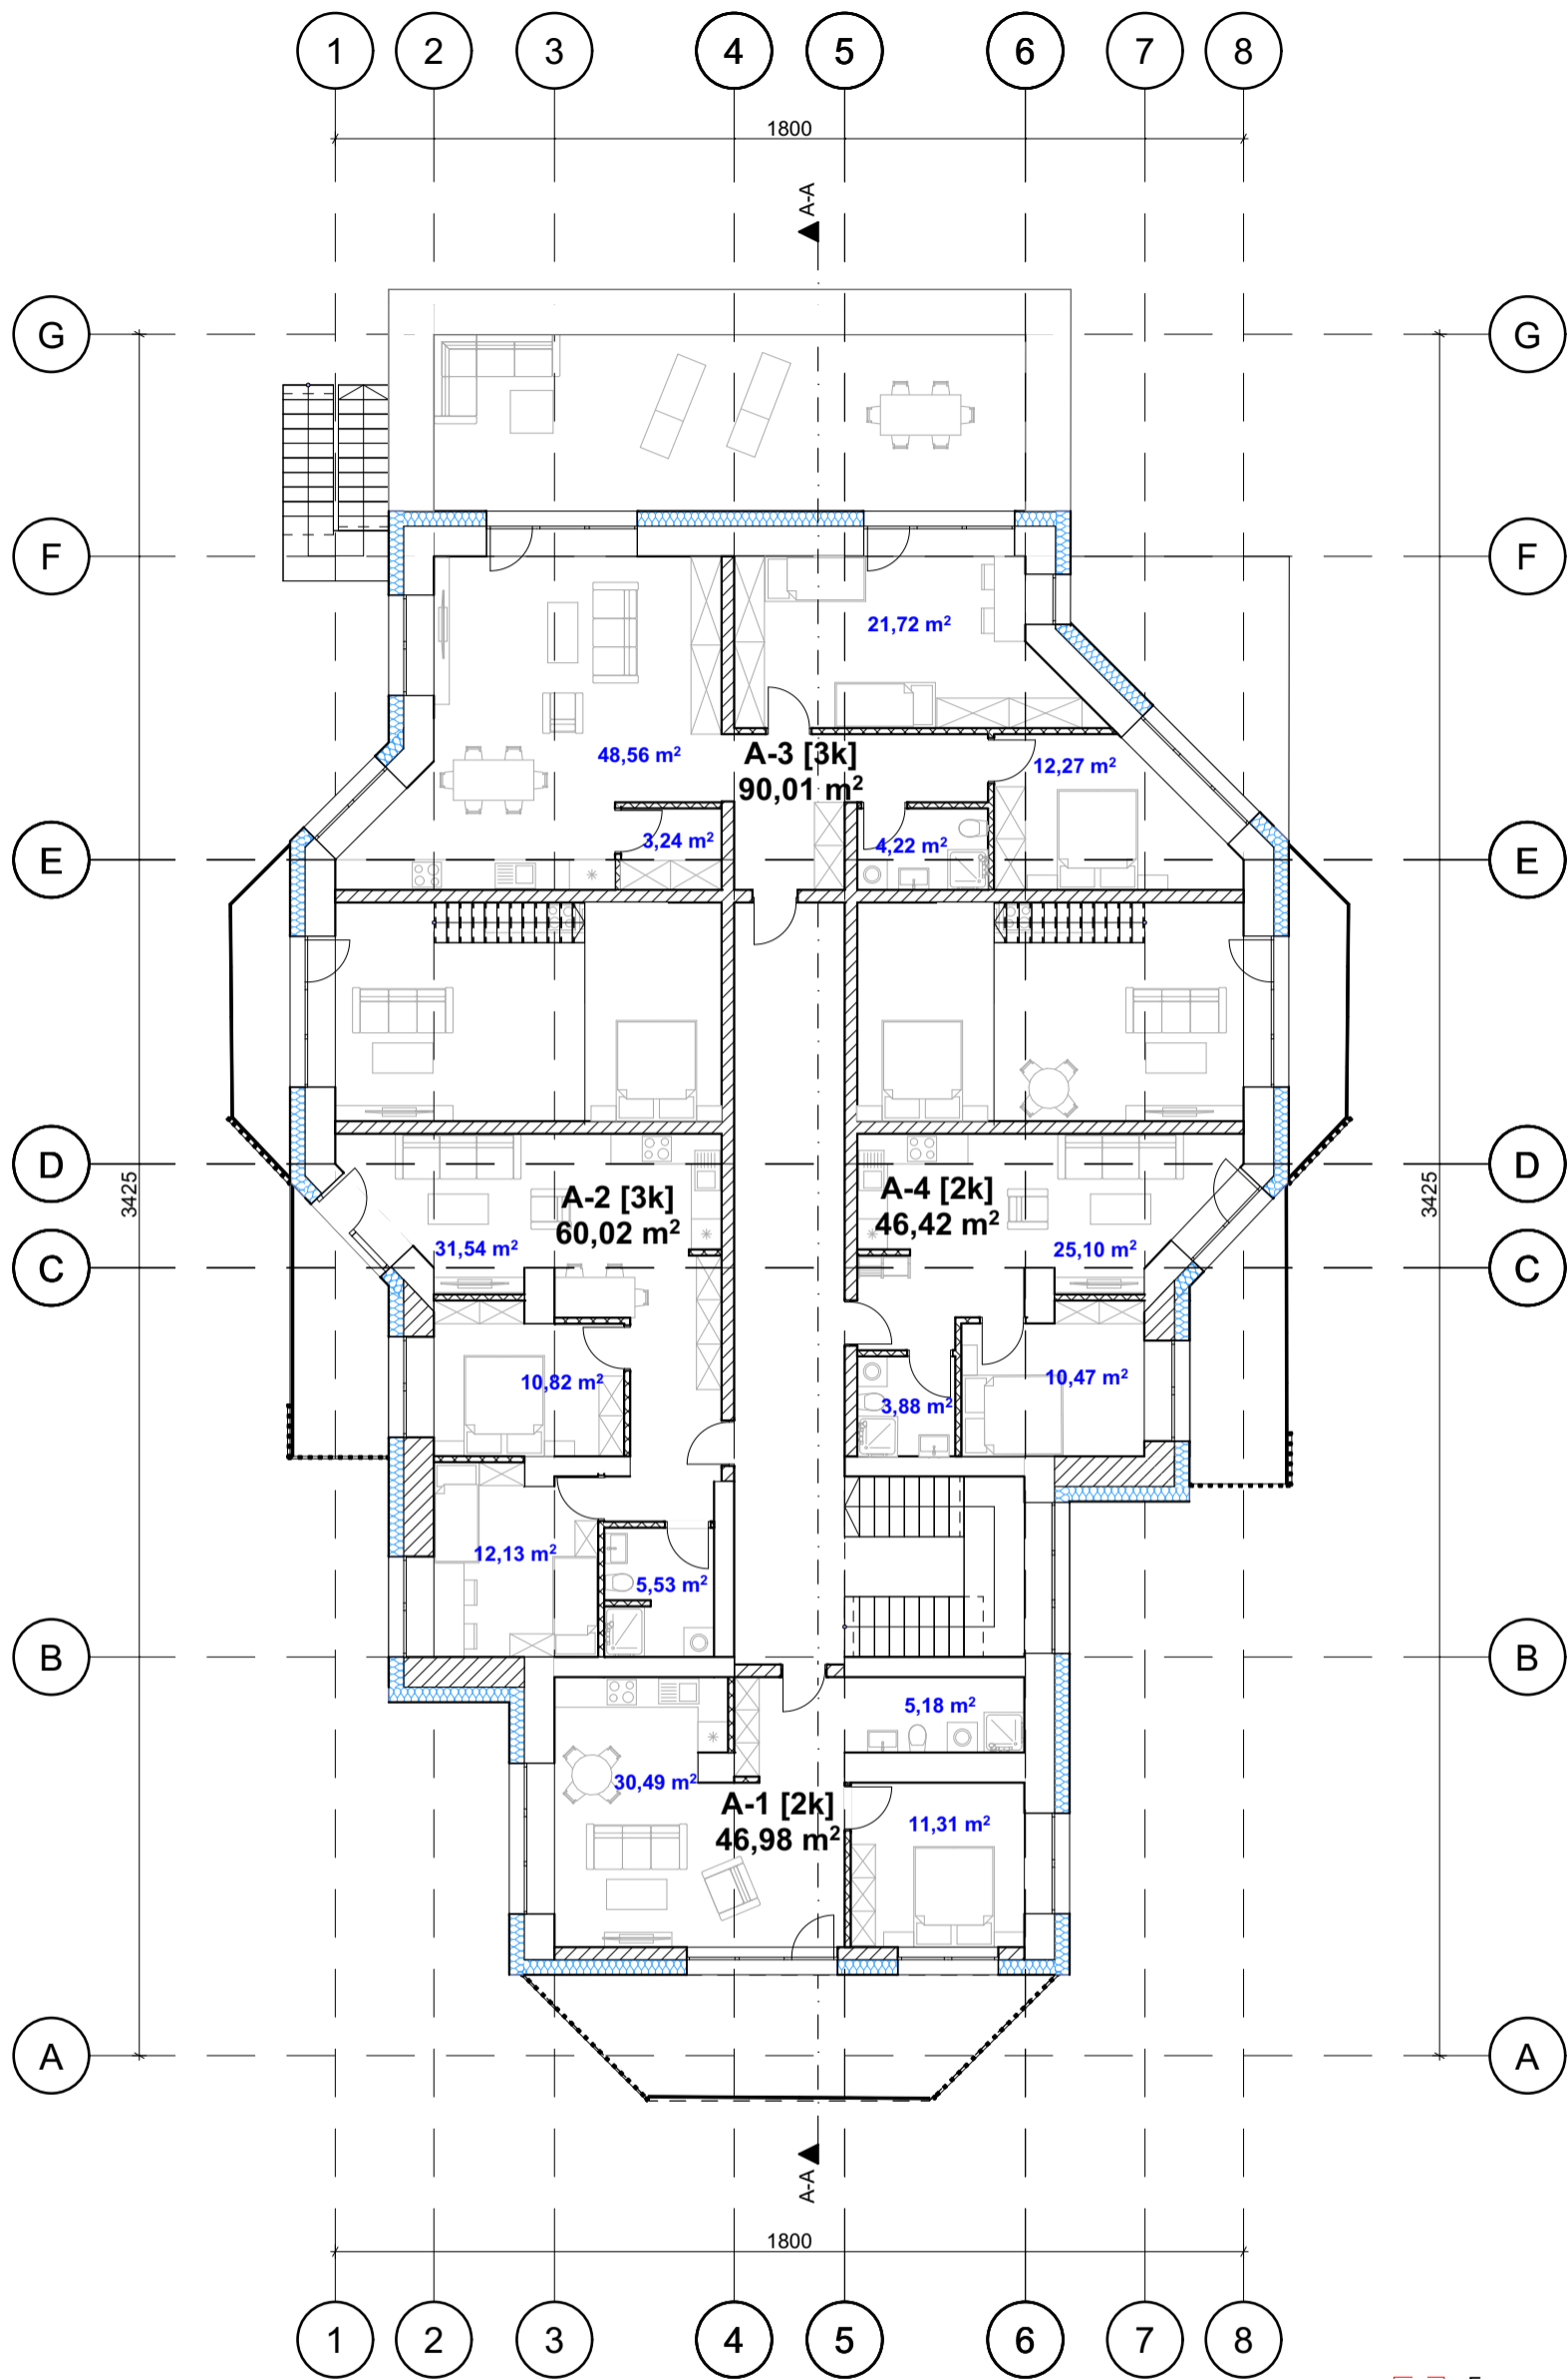 1 2 3 4 5 6 7 8
1800
A-A
G G
F F
21,72 m²
48,56 m²
A-3 [3k]
90,01 m²
12,27 m²
3,24 m²
4,22 m²
E E
D D
3425
3425
A-2 [3k]
60,02 m²
A-4 [2k]
46,42 m²
31,54 m²
25,10 m²
C C
10,82 m²
10,47 m²
3,88 m²
12,13 m²
5,53 m²
B B
5,18 m²
30,49 m²
A-1 [2k]
46,98 m²
11,31 m²
A A
A-A
1800
1 2 3 4 5 6 7 8